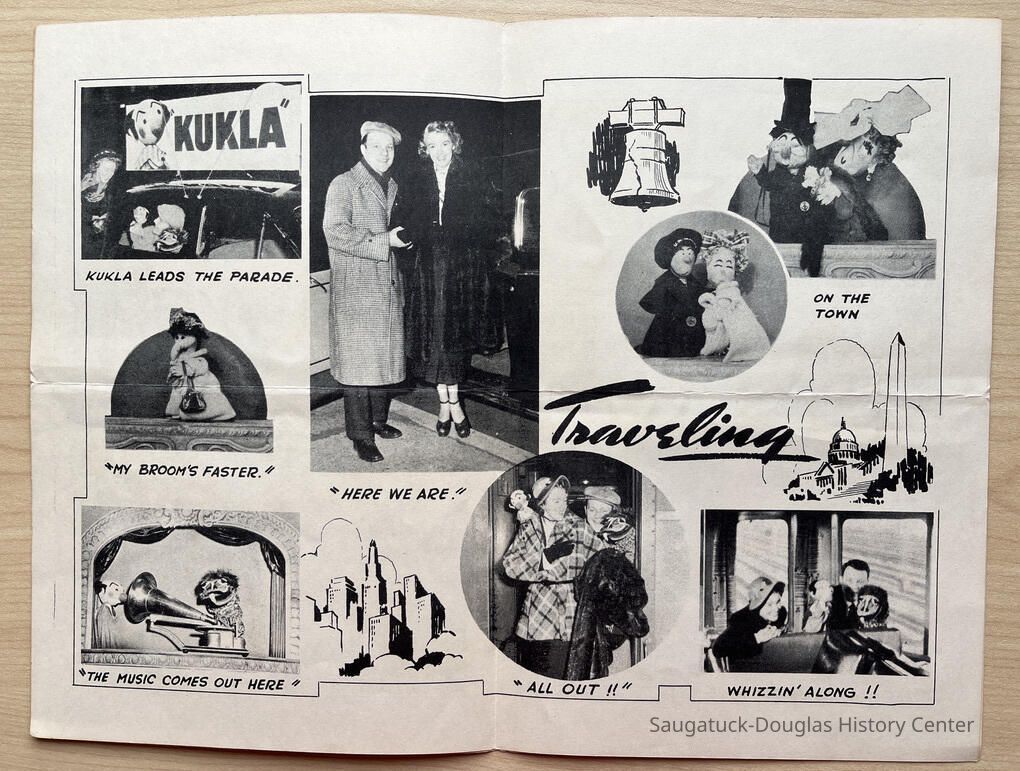 KUKLA"
KUKLA LEADS THE PARADE.
"MY BROOM'S FASTER."
"THE MUSIC COMES OUT HERE"
"HERE WE ARE."
ON THE
TOWN
Traveling
"ALL OUT !!"
WHIZZIN' ALONG !!
Saugatuck-Douglas History Center